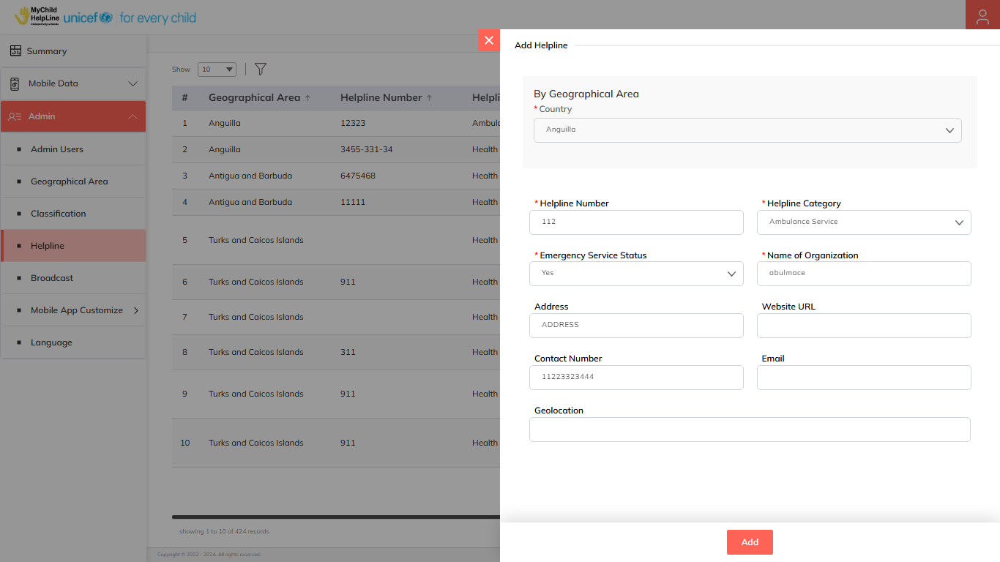 MyChild
HelpLine
unicef for every child
Summary
Mobile Data
Admin
Admin Users
Geographical Area
Classification
Helpline
Broadcast
Mobile App Customize
Language
Show 10
# Geographical Area Helpline Number
1 Anguilla 12323
2 Anguilla 3455-331-34 Health
3 Antigua and Barbuda 6475468 Health
4 Antigua and Barbuda 11111 Health
5 Turks and Caicos Islands Health
6 Turks and Caicos Islands 911 Health
7 Turks and Caicos Islands Health
8 Turks and Caicos Islands 311 Health
9 Turks and Caicos Islands 911 Health
10 Turks and Caicos Islands 911 Health
showing 1 to 10 of 424 records
Copyright © 2022 - 2024. All rights reserved.
Add Helpline
By Geographical Area
* Country
Anguilla
* Helpline Number
112
* Helpline Category
Ambulance Service
* Emergency Service Status
Yes
* Name of Organization
abulmace
Address
ADDRESS
Website URL
Contact Number
11223323444
Email
Geolocation
Add